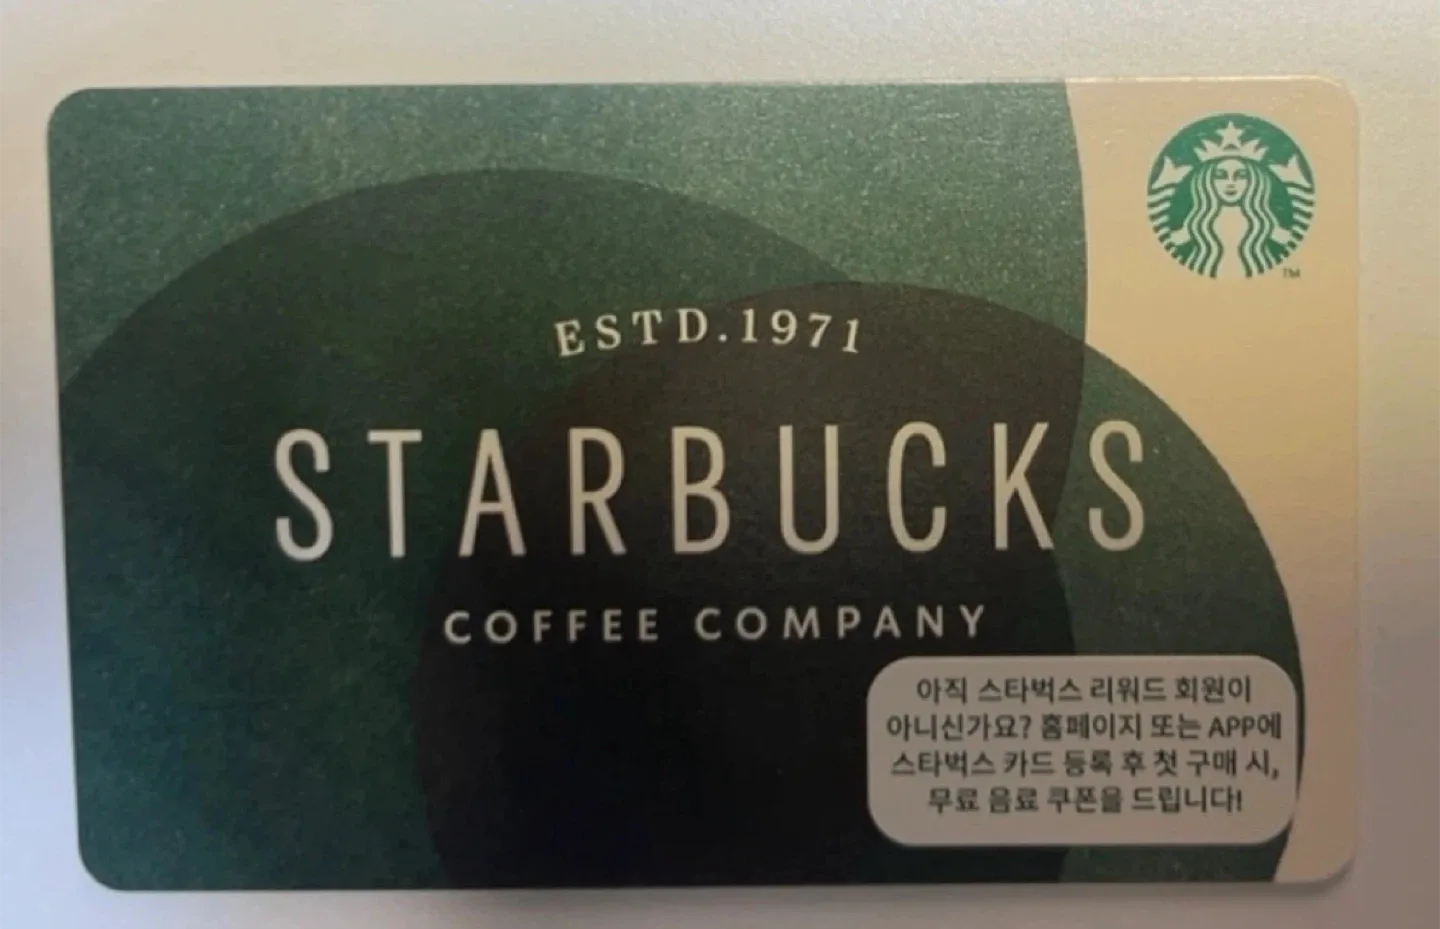 ESTD.1971
STARBUCKS
COFFEE COMPANY
TM
아직 스타벅스 리워드 회원이
아니신가요? 홈페이지 또는 APP에
스타벅스 카드 등록 후 첫 구매 시,
무료 음료 쿠폰을 드립니다!